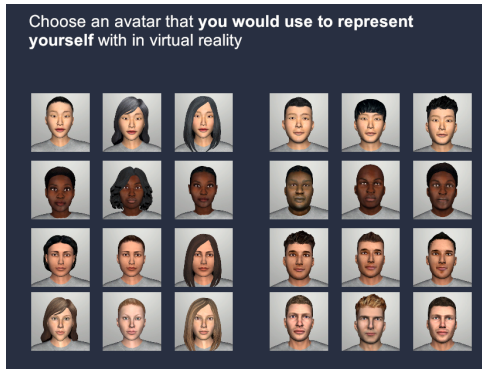 Choose an avatar that you would use to represent
yourself with in virtual reality